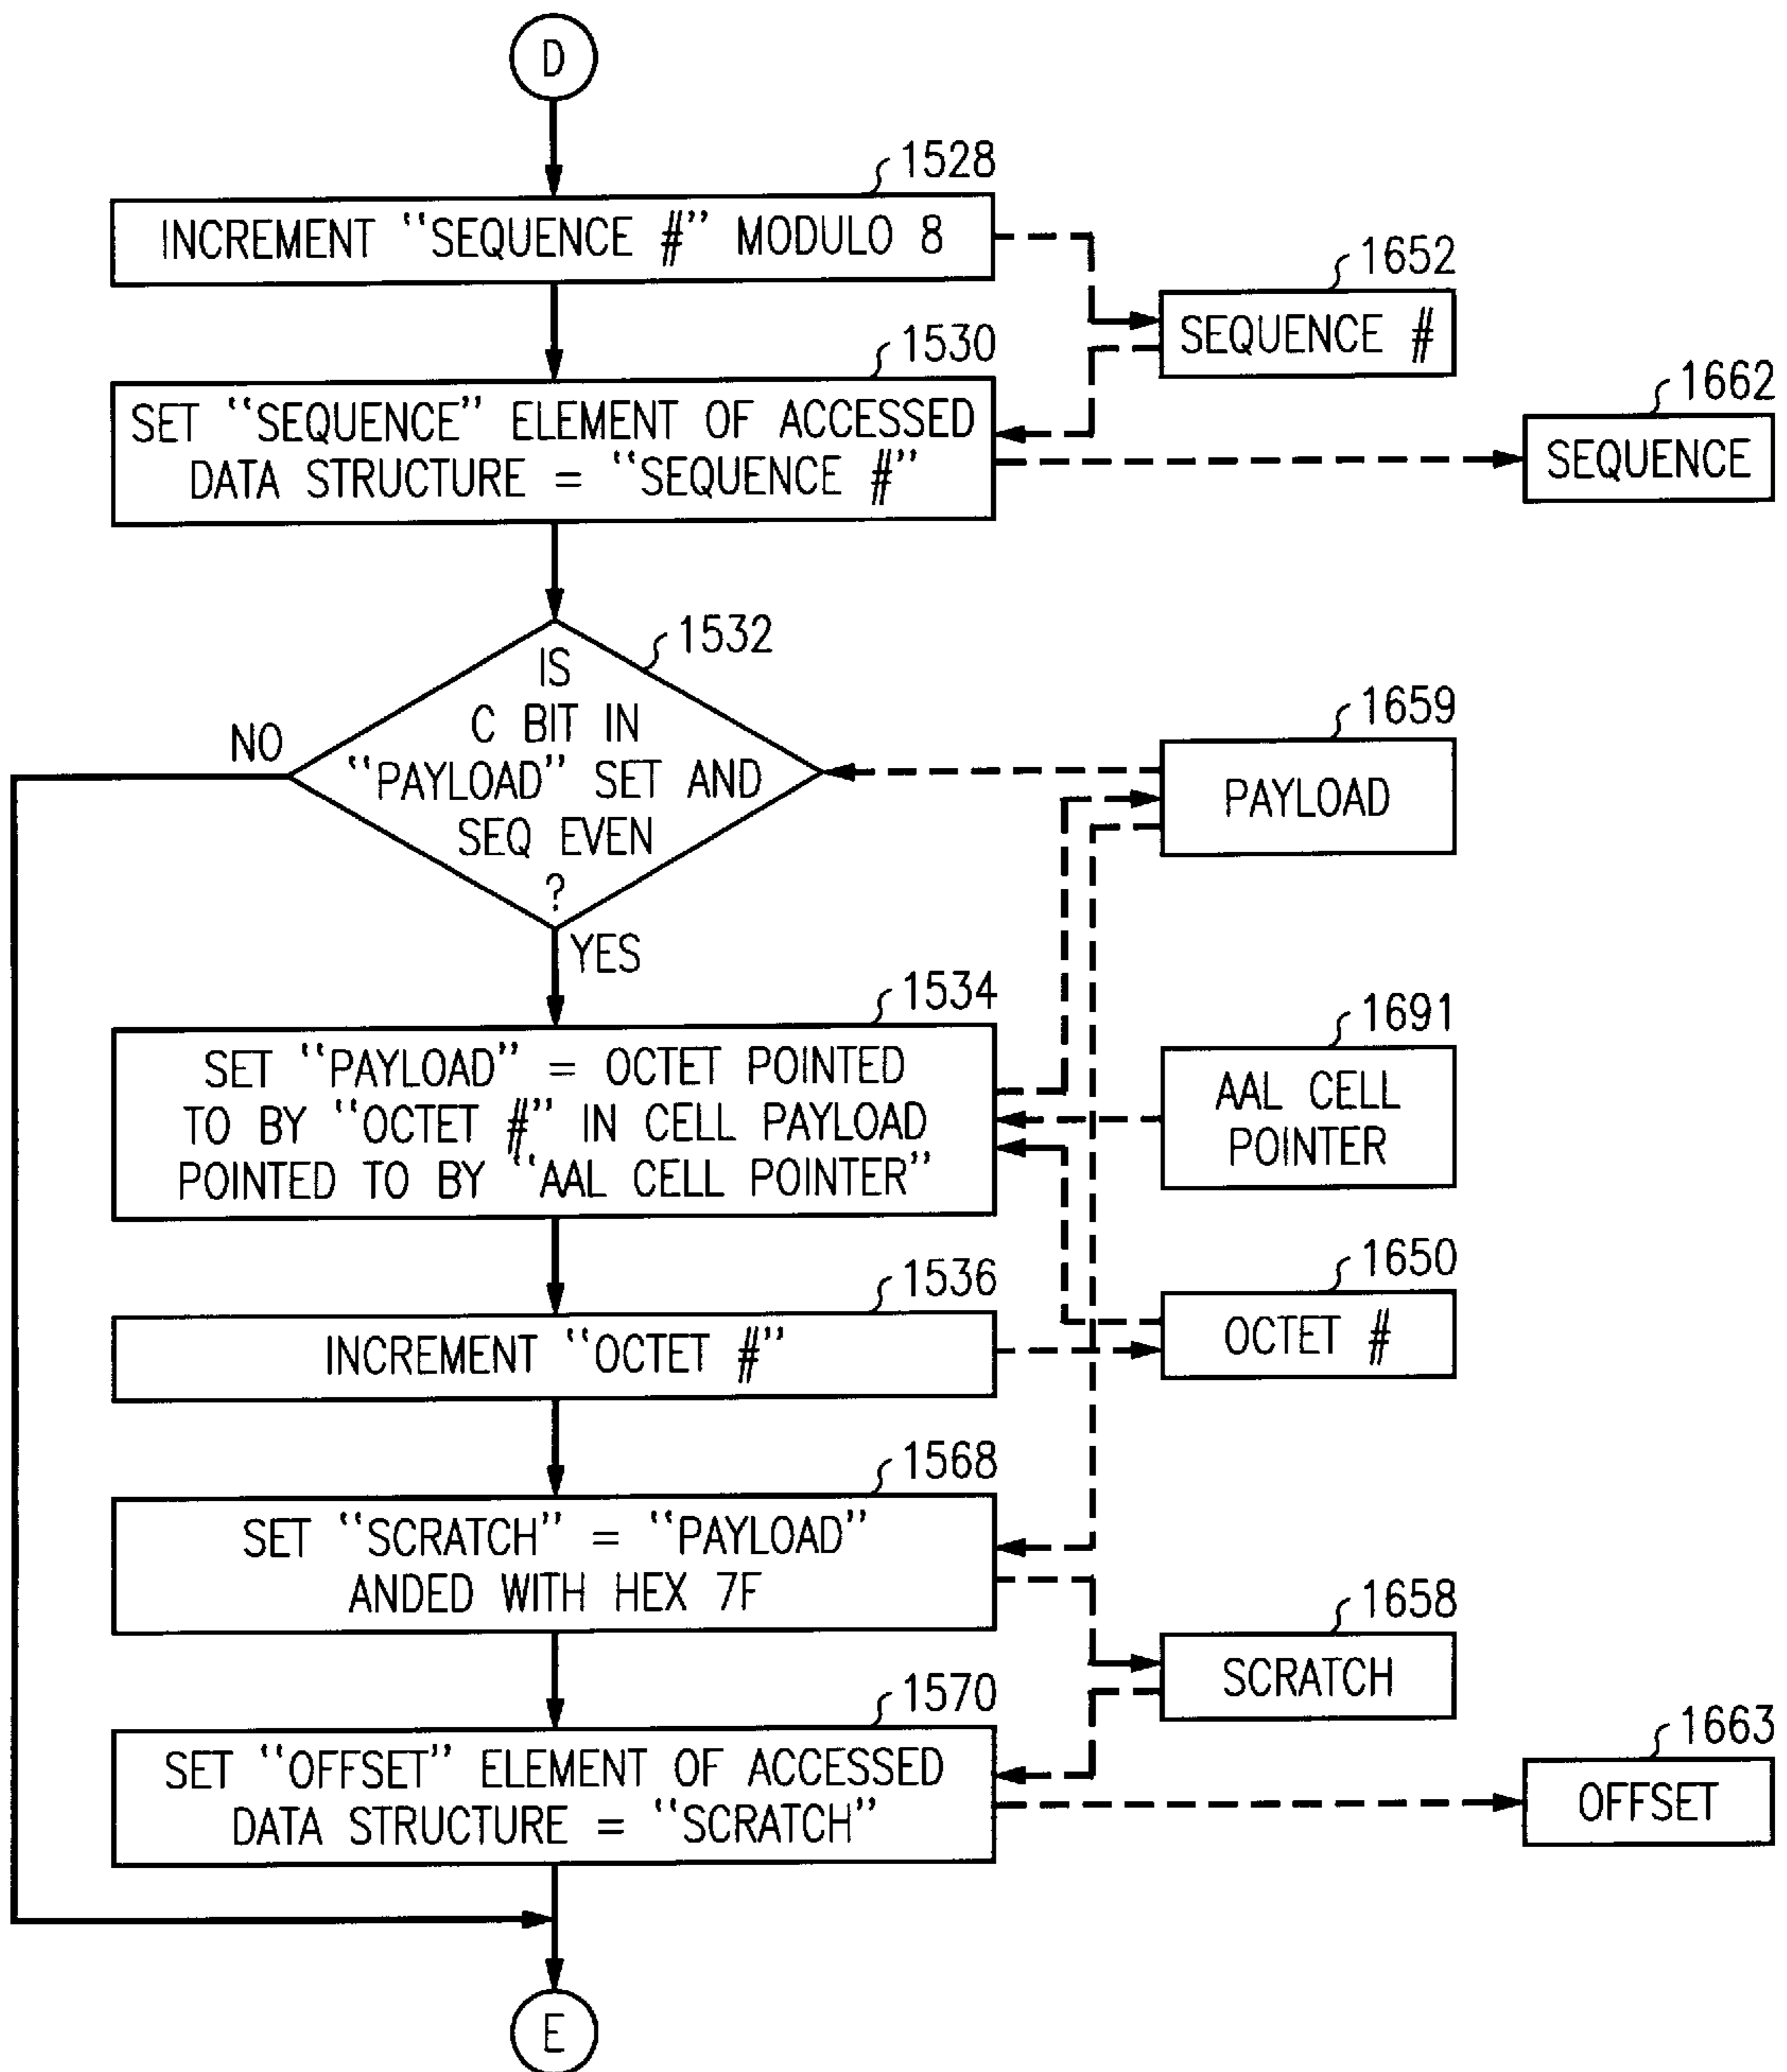 D
1528
INCREMENT “SEQUENCE #” MODULO 8
1652
SEQUENCE #
1530
SET “SEQUENCE” ELEMENT OF ACCESSED
DATA STRUCTURE = “SEQUENCE #”
1662
SEQUENCE
1532
IS
C BIT IN
“PAYLOAD” SET AND
SEQ EVEN
?
NO
YES
1659
PAYLOAD
1534
SET “PAYLOAD” = OCTET POINTED
TO BY “OCTET #” IN CELL PAYLOAD
POINTED TO BY “AAL CELL POINTER”
1691
AAL CELL
POINTER
1536
INCREMENT “OCTET #”
1650
OCTET #
1568
SET “SCRATCH” = “PAYLOAD”
ANDED WITH HEX 7F
1658
SCRATCH
1570
SET “OFFSET” ELEMENT OF ACCESSED
DATA STRUCTURE = “SCRATCH”
1663
OFFSET
E